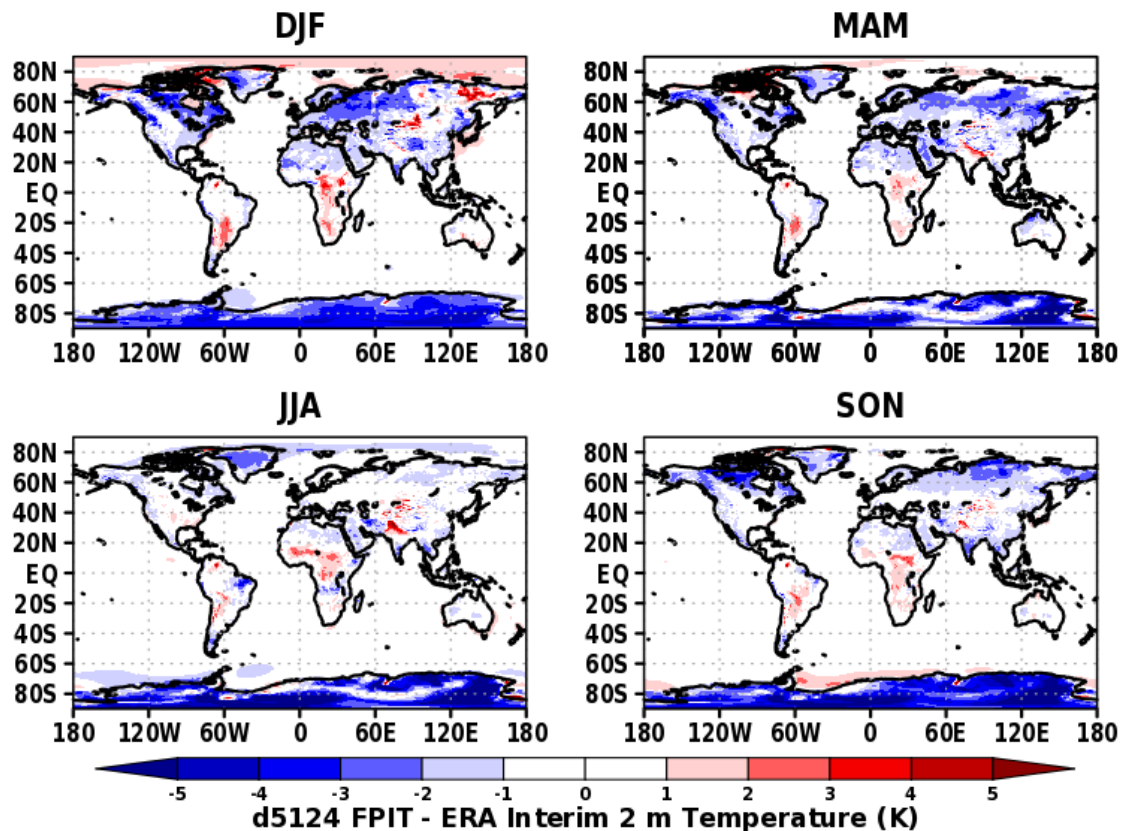 DJF MAM
80N 80N
60N 60N
40N 40N
20N 20N
EQ EQ
20S 20S
40S 40S
60S 60S
80S 80S
180 120W 60W 0 60E 120E 180 180 120W 60W 0 60E 120E 180
JJA SON
80N 80N
60N 60N
40N 40N
20N 20N
EQ EQ
20S 20S
40S 40S
60S 60S
80S 80S
180 120W 60W 0 60E 120E 180 180 120W 60W 0 60E 120E 180
-5 -4 -3 -2 -1 0 1 2 3 4 5
d5124 FPIT - ERA Interim 2 m Temperature (K)